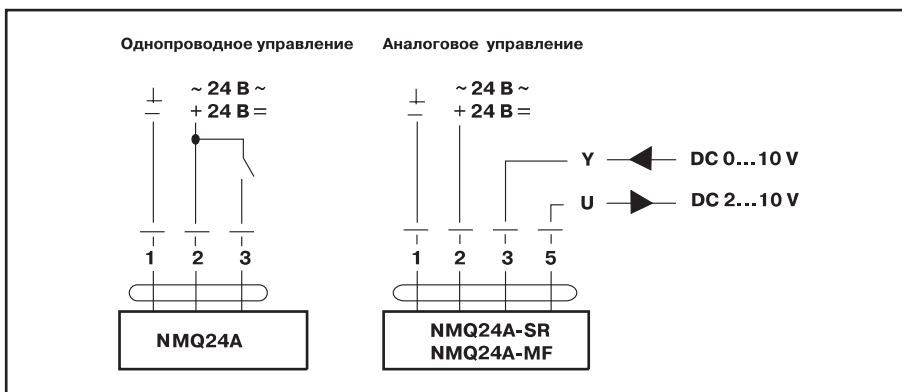 Однопроводное управление
~ 24 В ~
+ 24 В =
1 2 3
NMQ24A
Аналоговое управление
~ 24 В ~
+ 24 В =
Y DC 0...10 V
U DC 2...10 V
1 2 3 5
NMQ24A-SR
NMQ24A-MF